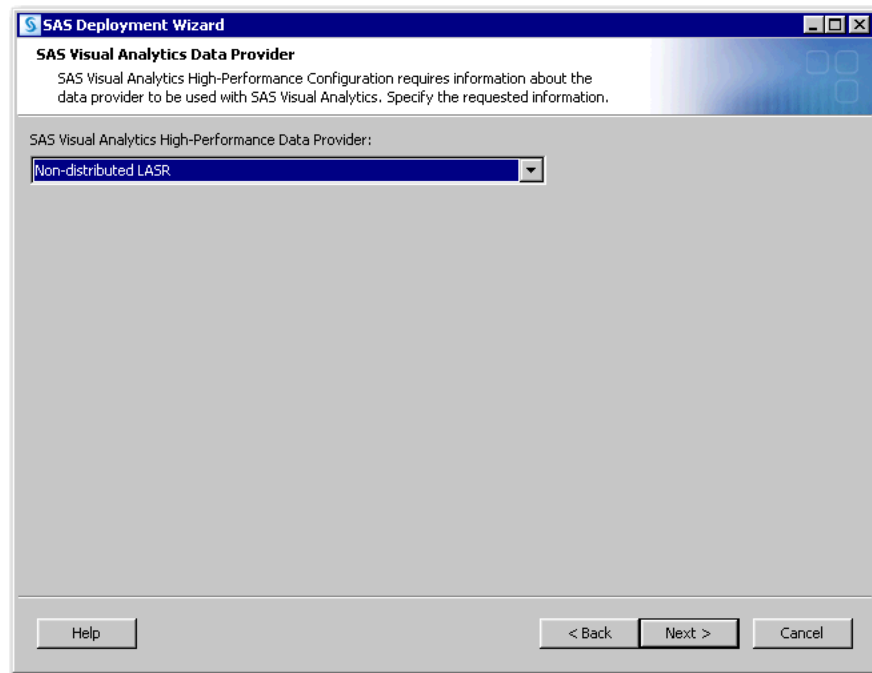 SAS Deployment Wizard
SAS Visual Analytics Data Provider
SAS Visual Analytics High-Performance Configuration requires information about the
data provider to be used with SAS Visual Analytics. Specify the requested information.
SAS Visual Analytics High-Performance Data Provider:
Non-distributed LASR
Help
< Back
Next >
Cancel